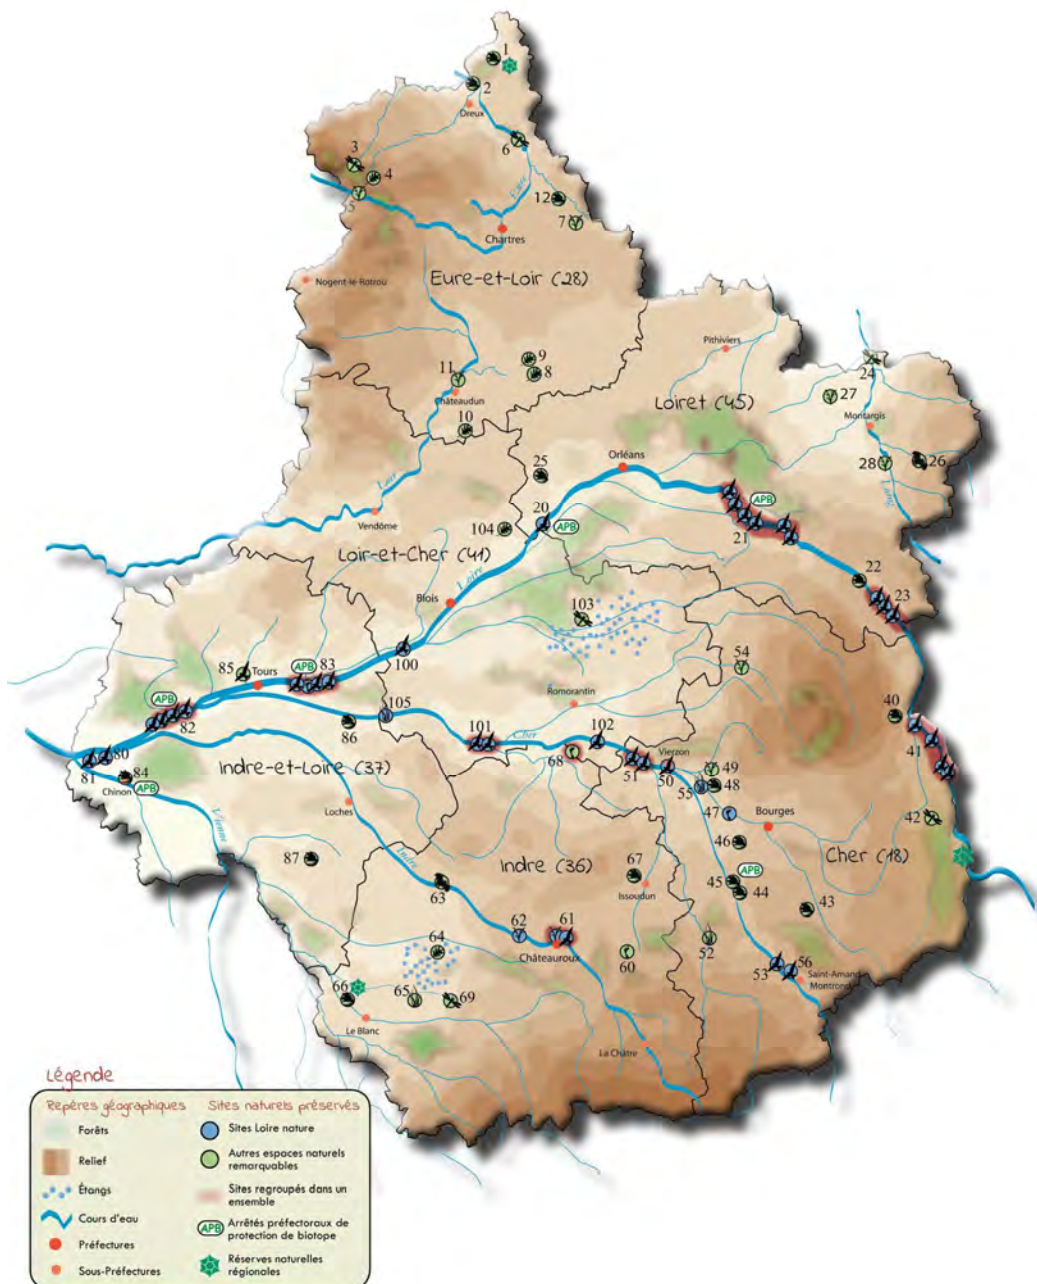 1
2
Dreux
3
4
5
6
Eure
12
7
Chartres
Nogent-le-Rotrou
Eure-et-Loir (28)
Pithiviers
9
8
24
11
27
Châteaudun
Loiret (45)
Montargis
10
Orléans
28
26
25
Loing
APB
20
APB
21
Vendôme
Loir
104
Loir-et-Cher (41)
Loire
22
Blois
23
103
100
54
85
Tours
APB
83
Romorantin
40
APB
82
105
86
Cher
101
102
41
80
81
68
51
Vierzon
50
49
55
48
84
Chinon
APB
Indre-et-Loire (37)
Loches
47
Bourges
42
Vienne
46
Cher (18)
87
Indre
Indre (36)
67
Issoudun
APB
45
44
63
43
62
61
Châteauroux
64
60
52
53
56
Saint-Amand
Montrond
66
65
69
Le Blanc
La Châtre
Légende
Repères géographiques
Sites naturels préservés
Forêts
Sites Loire nature
Relief
Autres espaces naturels
remarquables
Étangs
Sites regroupés dans un
ensemble
Cours d'eau
APB
Arrêtés préfectoraux de
protection de biotope
Préfectures
Réserves naturelles
régionales
Sous-Préfectures